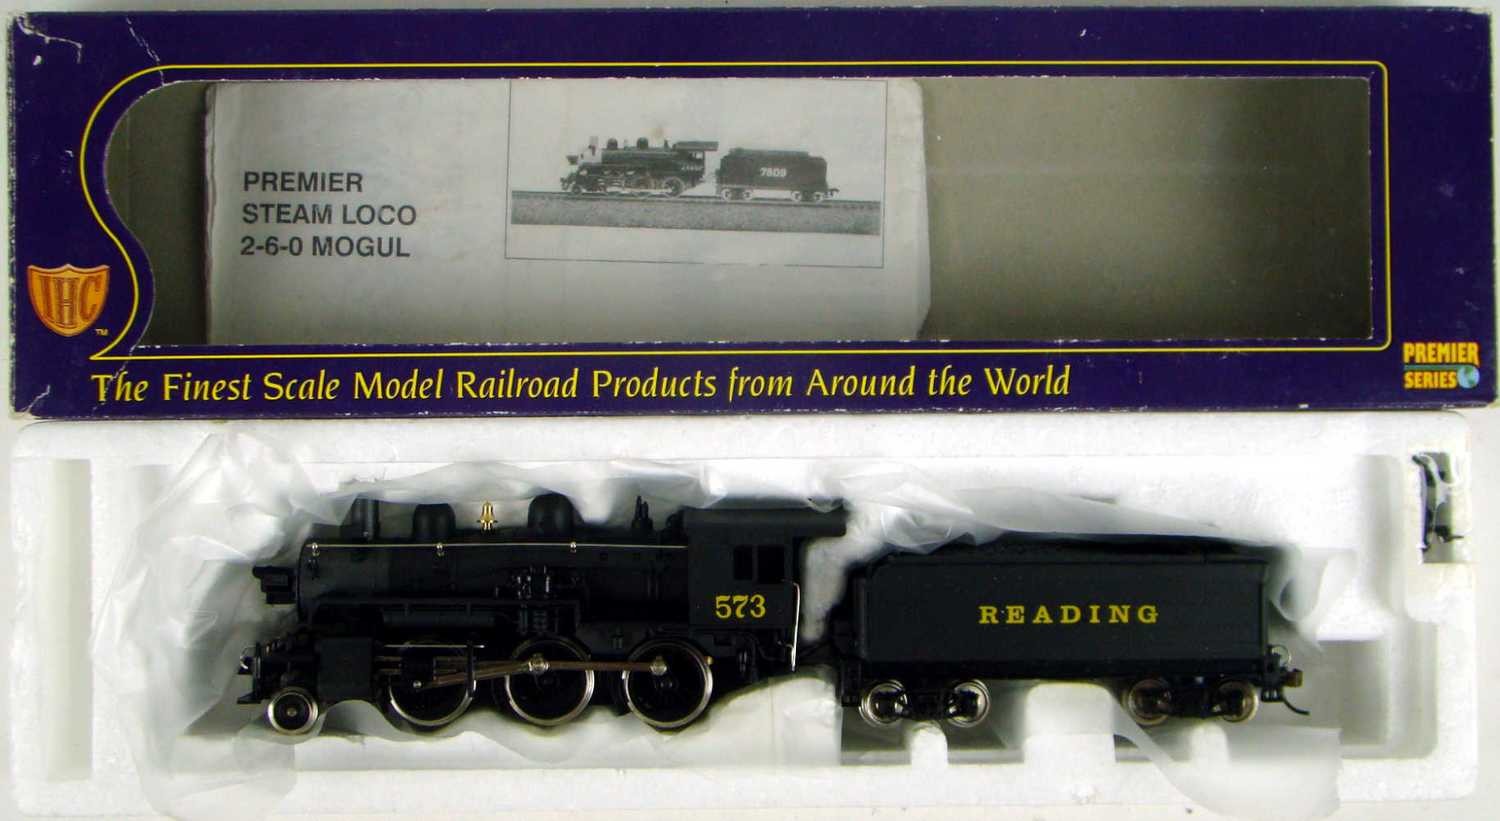 PREMIER
STEAM LOCO
2-6-0 MOGUL
7809
IHC
TM
The Finest Scale Model Railroad Products from Around the World
PREMIER
SERIES
573
READING